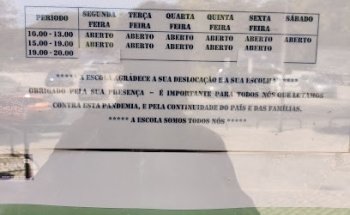 PERÍODO SEGUNDA FEIRA TERÇA FEIRA QUARTA FEIRA QUINTA FEIRA SEXTA FEIRA SÁBADO
10.00 - 13.00 ABERTO ABERTO ABERTO ABERTO ABERTO ABERTO
15.00 - 19.00 ABERTO ABERTO ABERTO ABERTO ABERTO
19.00 - 20.00
***** A ESCOLA AGRADECE A SUA DESLOCAÇÃO E A SUA ESCOLHA! *****
OBRIGADO PELA SUA PRESENÇA – É IMPORTANTE PARA TODOS NÓS QUE LUTAMOS
CONTRA ESTA PANDEMIA, E PELA CONTINUIDADE DO PAÍS E DAS FAMÍLIAS.
***** A ESCOLA SOMOS TODOS NÓS *****